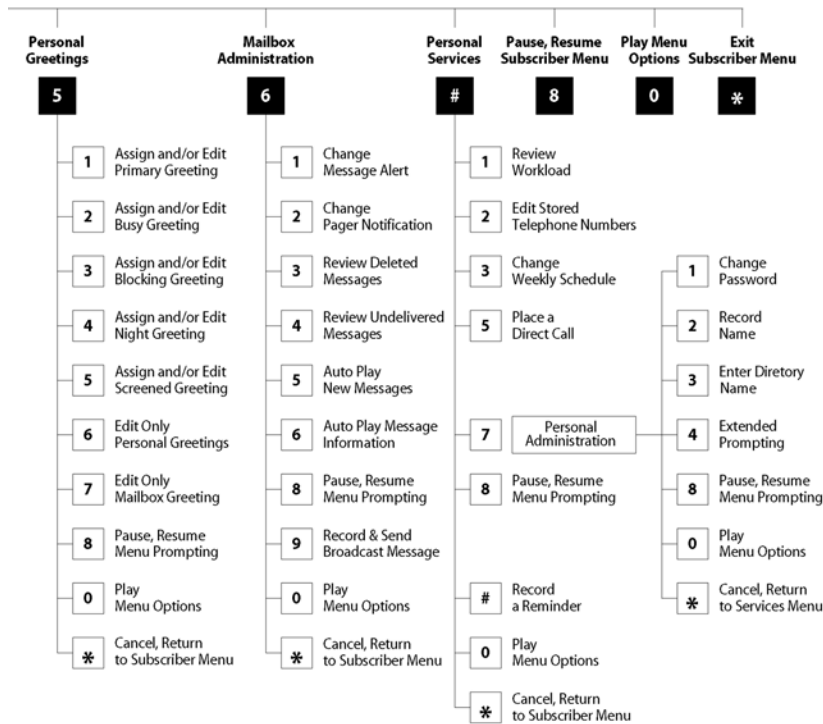 Personal
Greetings
5
1
Assign and/or Edit
Primary Greeting
2
Assign and/or Edit
Busy Greeting
3
Assign and/or Edit
Blocking Greeting
4
Assign and/or Edit
Night Greeting
5
Assign and/or Edit
Screened Greeting
6
Edit Only
Personal Greetings
7
Edit Only
Mailbox Greeting
8
Pause, Resume
Menu Prompting
0
Play
Menu Options
*
Cancel, Return
to Subscriber Menu
Mailbox
Administration
6
1
Change
Message Alert
2
Change
Pager Notification
3
Review Deleted
Messages
4
Review Undelivered
Messages
5
Auto Play
New Messages
6
Auto Play Message
Information
8
Pause, Resume
Menu Prompting
9
Record & Send
Broadcast Message
0
Play
Menu Options
*
Cancel, Return
to Subscriber Menu
Personal
Services
#
1
Review
Workload
2
Edit Stored
Telephone Numbers
3
Change
Weekly Schedule
5
Place a
Direct Call
7
Personal
Administration
8
Pause, Resume
Menu Prompting
#
Record
a Reminder
0
Play
Menu Options
*
Cancel, Return
to Subscriber Menu
1
Change
Password
2
Record
Name
3
Enter Diretory
Name
4
Extended
Prompting
8
Pause, Resume
Menu Prompting
0
Play
Menu Options
*
Cancel, Return
to Services Menu
Pause, Resume
Subscriber Menu
8
Play Menu
Options
0
Exit
Subscriber Menu
*